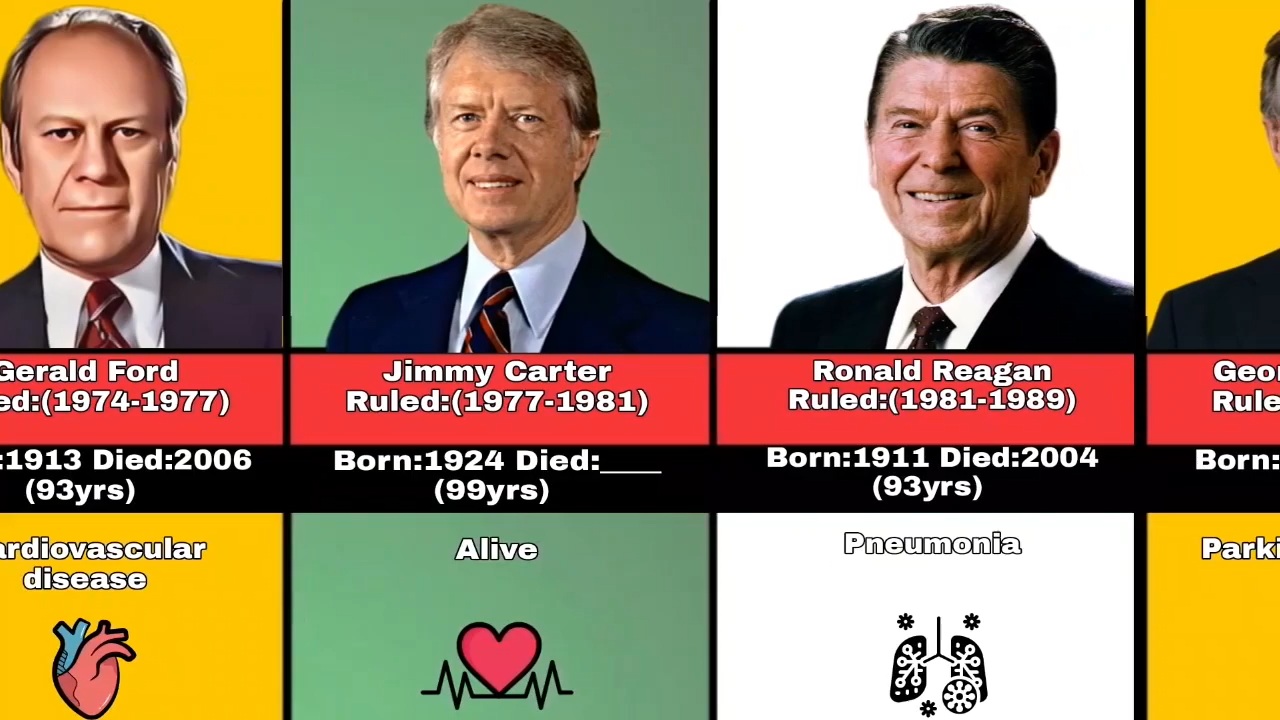 Gerald Ford
ed:(1974-1977)
:1913 Died:2006
(93yrs)
ardiovascular
disease
Jimmy Carter
Ruled:(1977-1981)
Born:1924 Died:____
(99yrs)
Alive
Ronald Reagan
Ruled:(1981-1989)
Born:1911 Died:2004
(93yrs)
Pneumonia
Geor
Rule
Born:
Parki